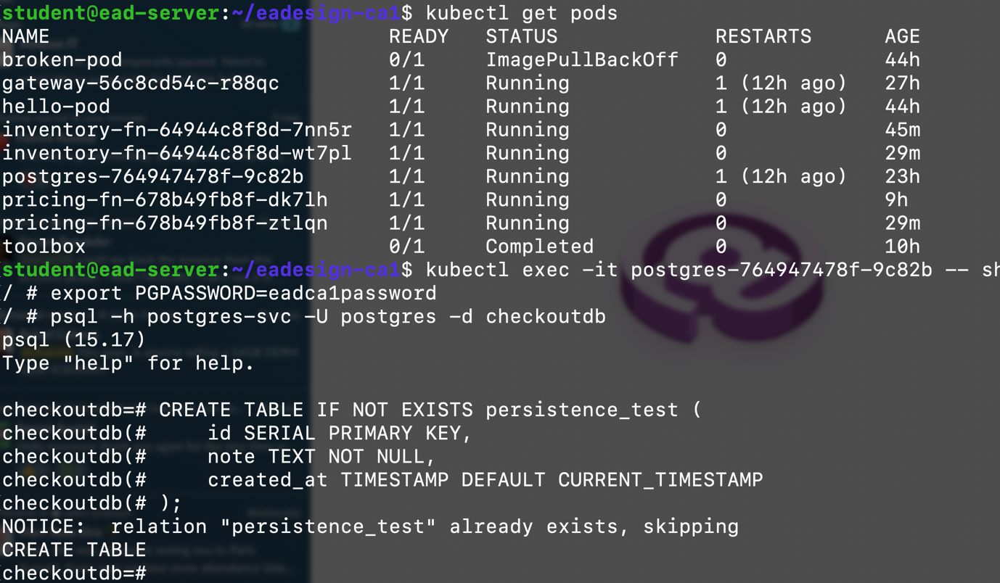 student@ead-server:~/eadesign-ca1$ kubectl get pods
NAME READY STATUS RESTARTS AGE
broken-pod 0/1 ImagePullBackOff 0 44h
gateway-56c8cd54c-r88qc 1/1 Running 1 (12h ago) 27h
hello-pod 1/1 Running 1 (12h ago) 44h
inventory-fn-64944c8f8d-7nn5r 1/1 Running 0 45m
inventory-fn-64944c8f8d-wt7pl 1/1 Running 0 29m
postgres-764947478f-9c82b 1/1 Running 1 (12h ago) 23h
pricing-fn-678b49fb8f-dk7lh 1/1 Running 0 9h
pricing-fn-678b49fb8f-ztlqn 1/1 Running 0 29m
toolbox 0/1 Completed 0 10h
student@ead-server:~/eadesign-ca1$ kubectl exec -it postgres-764947478f-9c82b -- sh
/ # export PGPASSWORD=eadca1password
/ # psql -h postgres-svc -U postgres -d checkoutdb
psql (15.17)
Type "help" for help.
checkoutdb=# CREATE TABLE IF NOT EXISTS persistence_test (
checkoutdb(#     id SERIAL PRIMARY KEY,
checkoutdb(#     note TEXT NOT NULL,
checkoutdb(#     created_at TIMESTAMP DEFAULT CURRENT_TIMESTAMP
checkoutdb(# );
NOTICE:  relation "persistence_test" already exists, skipping
CREATE TABLE
checkoutdb=#